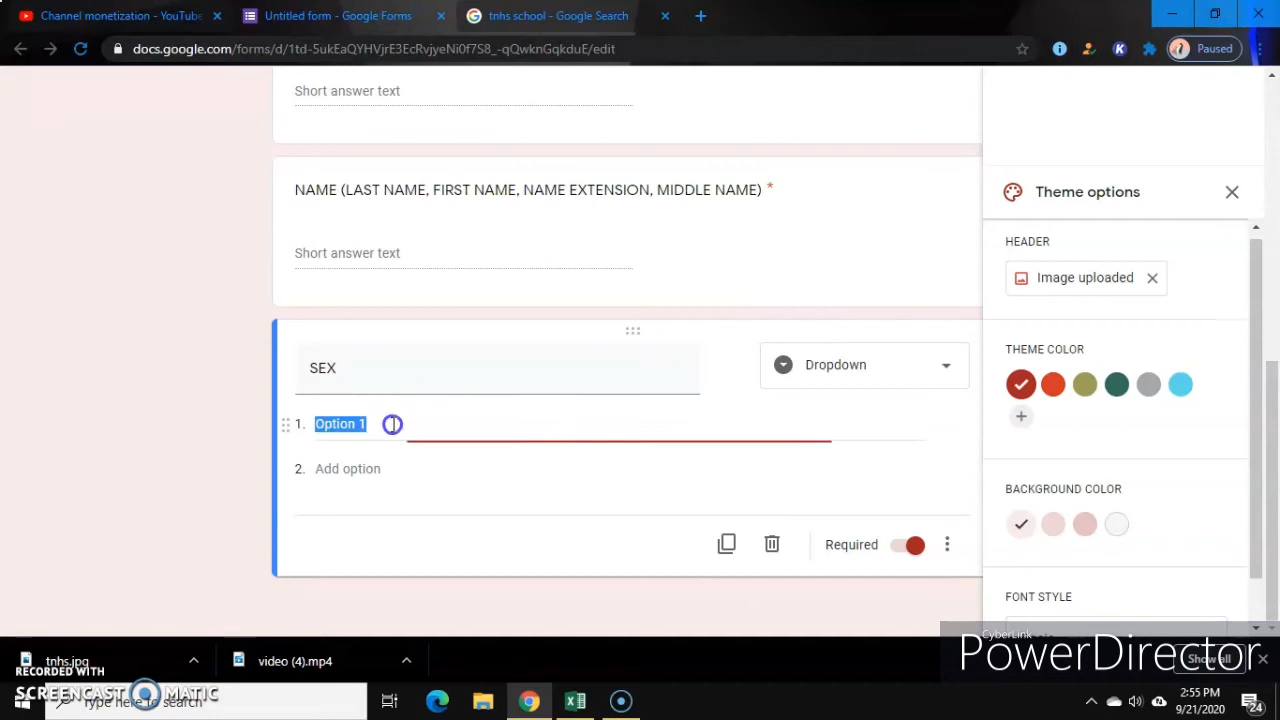 Channel monetization - YouTube
Untitled form - Google Forms
tnhs school - Google Search
docs.google.com/forms/d/1td-5ukEaQYHVjrE3EcRvjyeNi0f7S8_-qQwknGqkduE/edit
K
Paused
Short answer text
NAME (LAST NAME, FIRST NAME, NAME EXTENSION, MIDDLE NAME) *
Short answer text
SEX
Dropdown
1. Option 1
2. Add option
Required
Theme options
HEADER
Image uploaded
THEME COLOR
BACKGROUND COLOR
FONT STYLE
tnhs.jpg
video (4).mp4
Show all
CyberLink
PowerDirector
RECORDED WITH
SCREENCAST MATIC
Type here to search
2:55 PM
9/21/2020
24